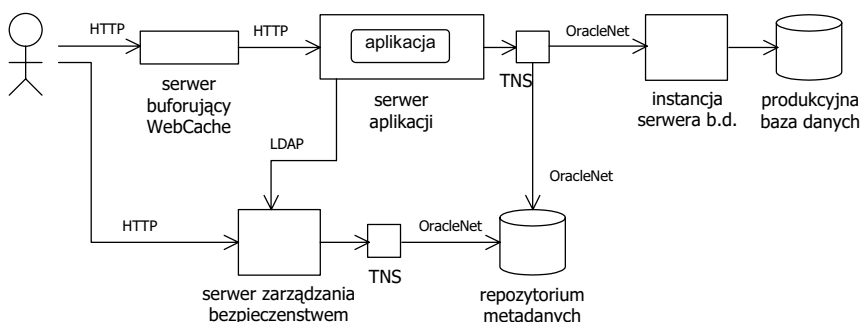 HTTP
HTTP
aplikacja
OracleNet
TNS
serwer
buforujący
WebCache
serwer
aplikacji
instancja
serwera b.d.
produkcyjna
baza danych
LDAP
OracleNet
HTTP
OracleNet
TNS
serwer zarządzania
bezpieczenstwem
repozytorium
metadanych